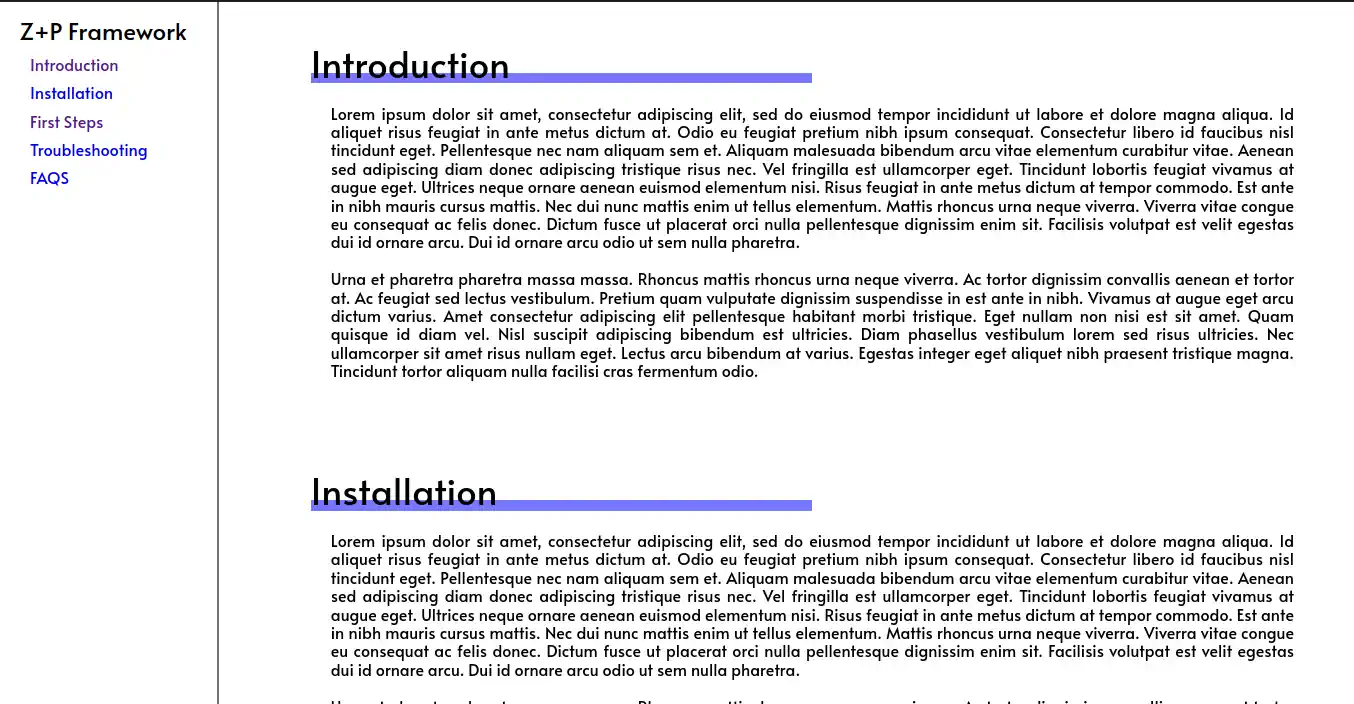 Z+P Framework
Introduction
Installation
First Steps
Troubleshooting
FAQS
Introduction
Lorem ipsum dolor sit amet, consectetur adipiscing elit, sed do eiusmod tempor incididunt ut labore et dolore magna aliqua. Id
aliquet risus feugiat in ante metus dictum at. Odio eu feugiat pretium nibh ipsum consequat. Consectetur libero id faucibus nisl
tincidunt eget. Pellentesque nec nam aliquam sem et. Aliquam malesuada bibendum arcu vitae elementum curabitur vitae. Aenean
sed adipiscing diam donec adipiscing tristique risus nec. Vel fringilla est ullamcorper eget. Tincidunt lobortis feugiat vivamus at
augue eget. Ultrices neque ornare aenean euismod elementum nisi. Risus feugiat in ante metus dictum at tempor commodo. Est ante
in nibh mauris cursus mattis. Nec dui nunc mattis enim ut tellus elementum. Mattis rhoncus urna neque viverra. Viverra vitae congue
eu consequat ac felis donec. Dictum fusce ut placerat orci nulla pellentesque dignissim enim sit. Facilisis volutpat est velit egestas
dui id ornare arcu. Dui id ornare arcu odio ut sem nulla pharetra.
Urna et pharetra pharetra massa massa. Rhoncus mattis rhoncus urna neque viverra. Ac tortor dignissim convallis aenean et tortor
at. Ac feugiat sed lectus vestibulum. Pretium quam vulputate dignissim suspendisse in est ante in nibh. Vivamus at augue eget arcu
dictum varius. Amet consectetur adipiscing elit pellentesque habitant morbi tristique. Eget nullam non nisi est sit amet. Quam
quisque id diam vel. Nisl suscipit adipiscing bibendum est ultricies. Diam phasellus vestibulum lorem sed risus ultricies. Nec
ullamcorper sit amet risus nullam eget. Lectus arcu bibendum at varius. Egestas integer eget aliquet nibh praesent tristique magna.
Tincidunt tortor aliquam nulla facilisi cras fermentum odio.
Installation
Lorem ipsum dolor sit amet, consectetur adipiscing elit, sed do eiusmod tempor incididunt ut labore et dolore magna aliqua. Id
aliquet risus feugiat in ante metus dictum at. Odio eu feugiat pretium nibh ipsum consequat. Consectetur libero id faucibus nisl
tincidunt eget. Pellentesque nec nam aliquam sem et. Aliquam malesuada bibendum arcu vitae elementum curabitur vitae. Aenean
sed adipiscing diam donec adipiscing tristique risus nec. Vel fringilla est ullamcorper eget. Tincidunt lobortis feugiat vivamus at
augue eget. Ultrices neque ornare aenean euismod elementum nisi. Risus feugiat in ante metus dictum at tempor commodo. Est ante
in nibh mauris cursus mattis. Nec dui nunc mattis enim ut tellus elementum. Mattis rhoncus urna neque viverra. Viverra vitae congue
eu consequat ac felis donec. Dictum fusce ut placerat orci nulla pellentesque dignissim enim sit. Facilisis volutpat est velit egestas
dui id ornare arcu. Dui id ornare arcu odio ut sem nulla pharetra.